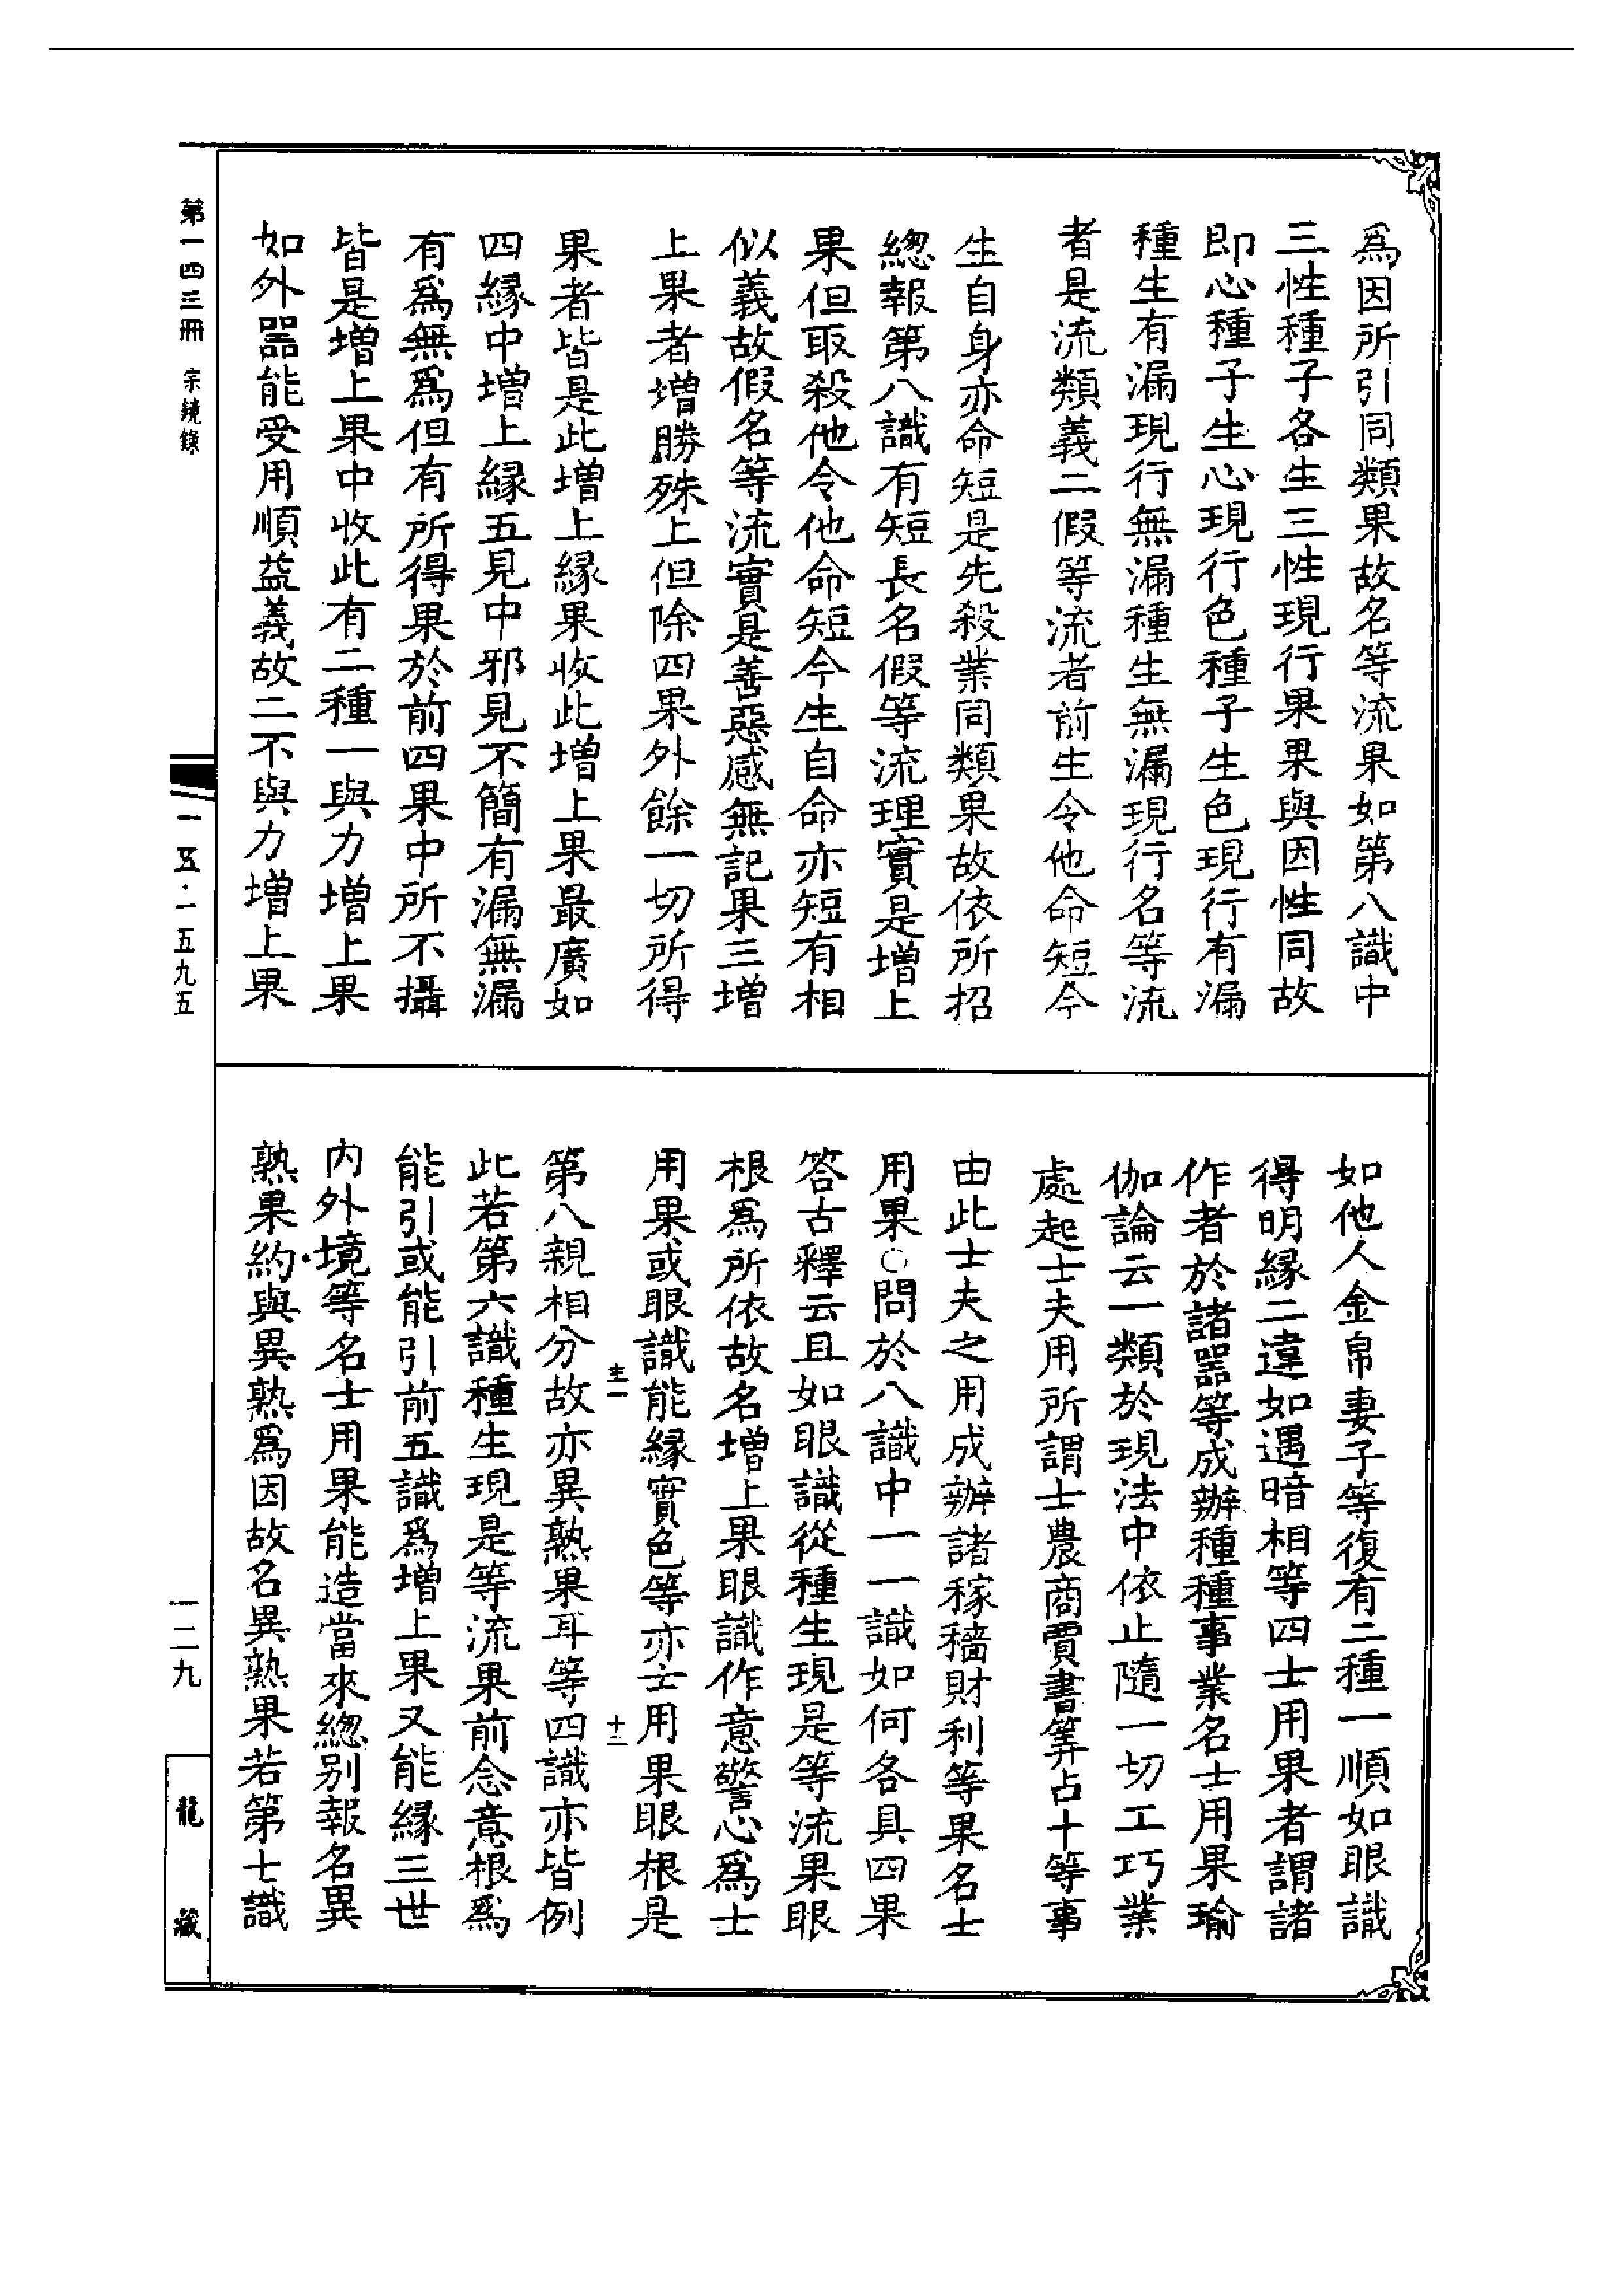 爲因所引同類果故名等流果如第八識中
三性種子各生三性現行果果與因性同故
即心種子生心現行色種子生色現行有漏
種生有漏現行無漏種生無漏現行名等流
者是流類義二假等流者前生令他命短今
生自身亦命短是先殺業同類果故依所招
緫報第八識有短長名假等流理實是增上
果但取殺他令他命短今生自命亦短有相
似義故假名等流實是善惡感無記果三增
上果者增勝殊上但除四果外餘一切所得
果者皆是此增上縁果收此增上果最廣如
四縁中增上縁五見中邪見不簡有漏無漏
有爲無爲但有所得果於前四果中所不攝
皆是增上果中收此有二種一與力增上果
如外器能受用順益義故二不與力增上果
如他人金帛妻子等復有二種一順如眼識
得明縁二違如遇暗相等四士用果者謂諸
作者於諸器等成辦種種事業名士用果瑜
伽論云一類於現法中依止隨一切工巧業
處起士夫用所謂士農商賈書筭占卜等事
由此士夫之用成辦諸稼穡財利等果名士
用果○問於八識中一一識如何各具四果
答古釋云且如眼識從種生現是等流果眼
根爲所依故名增上果眼識作意警心爲士
用果或眼識能縁實色等亦士用果眼根是
第八親相分故亦異熟果耳等四識亦皆例
此若第六識種生現是等流果前念意根爲
能引或能引前五識爲增上果又能縁三世
内外境等名士用果能造當來緫别報名異
熟果約與異熟爲因故名異熟果若第七識
第一四三冊 宗鏡錄
一五·一五九五
一二九
龍藏